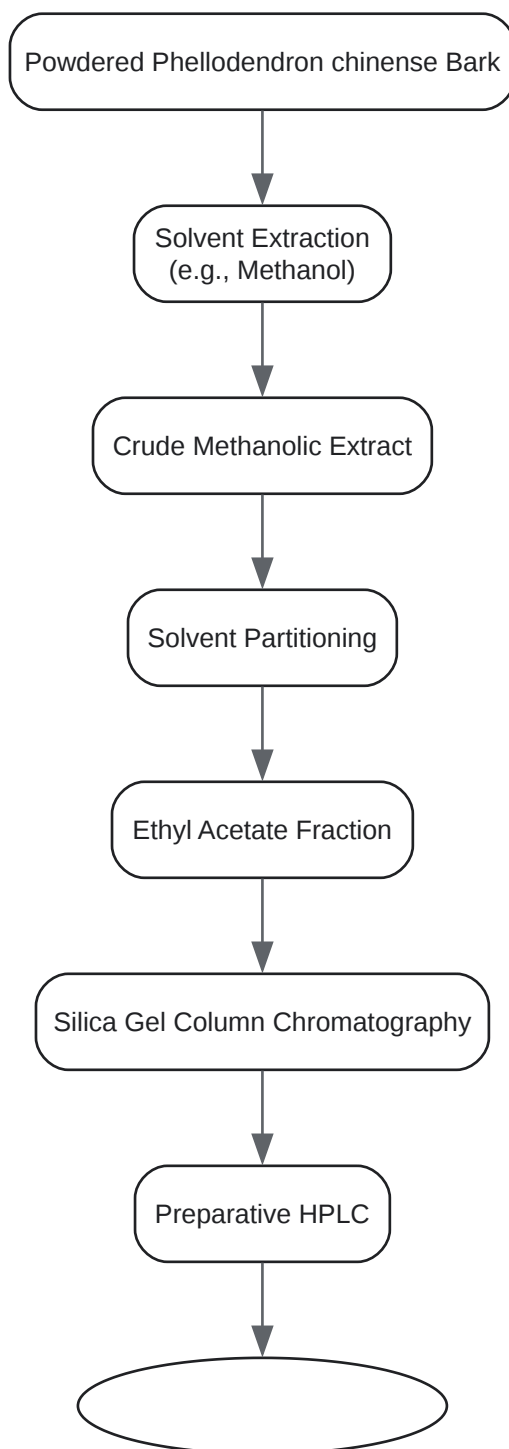 Powdered Phellodendron chinense Bark
Solvent Extraction
(e.g., Methanol)
Crude Methanolic Extract
Solvent Partitioning
Ethyl Acetate Fraction
Silica Gel Column Chromatography
Preparative HPLC